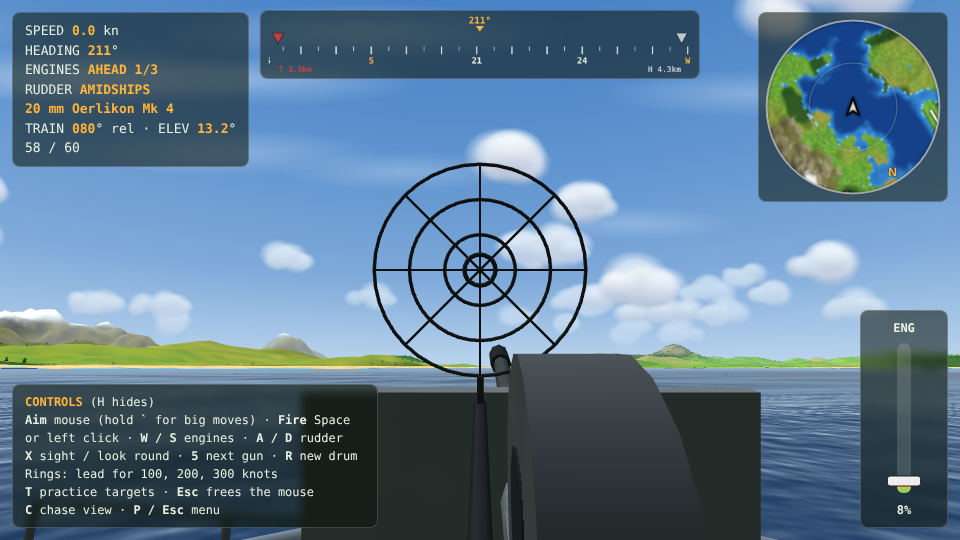 SPEED 0.0 kn
HEADING 211°
ENGINES AHEAD 1/3
RUDDER AMIDSHIPS
20 mm Oerlikon Mk 4
TRAIN 080° rel · ELEV 13.2°
58 / 60
211°
S 21 24 W
T 3.9km H 4.3km
N
ENG
8%
CONTROLS (H hides)
Aim mouse (hold ` for big moves) · Fire Space
or left click · W / S engines · A / D rudder
X sight / look round · 5 next gun · R new drum
Rings: lead for 100, 200, 300 knots
T practice targets · Esc frees the mouse
C chase view · P / Esc menu